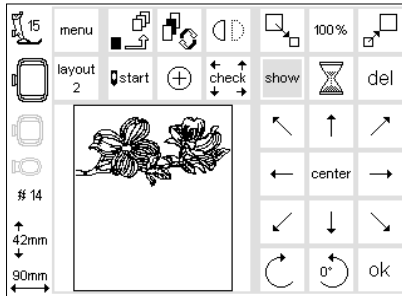 15
menu
100%
layout
2
start
check
show
del
center
# 14
42mm
90mm
0°
ok